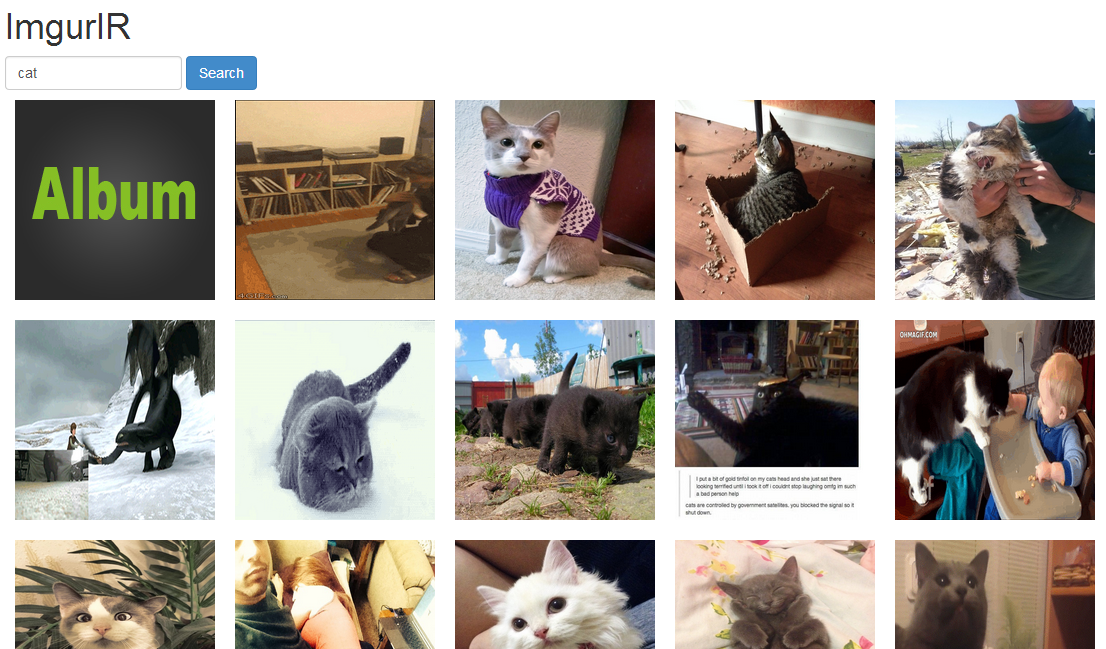 ImgurIR
cat
Search
Album
OHMAGIF.COM
I put a bit of gold tinfoil on my cats head and she just sat there
looking terrified until i took it off i couldnt stop laughing omfg im such
a bad person help
cats are controlled by government satellites. you blocked the signal so it
shut down.